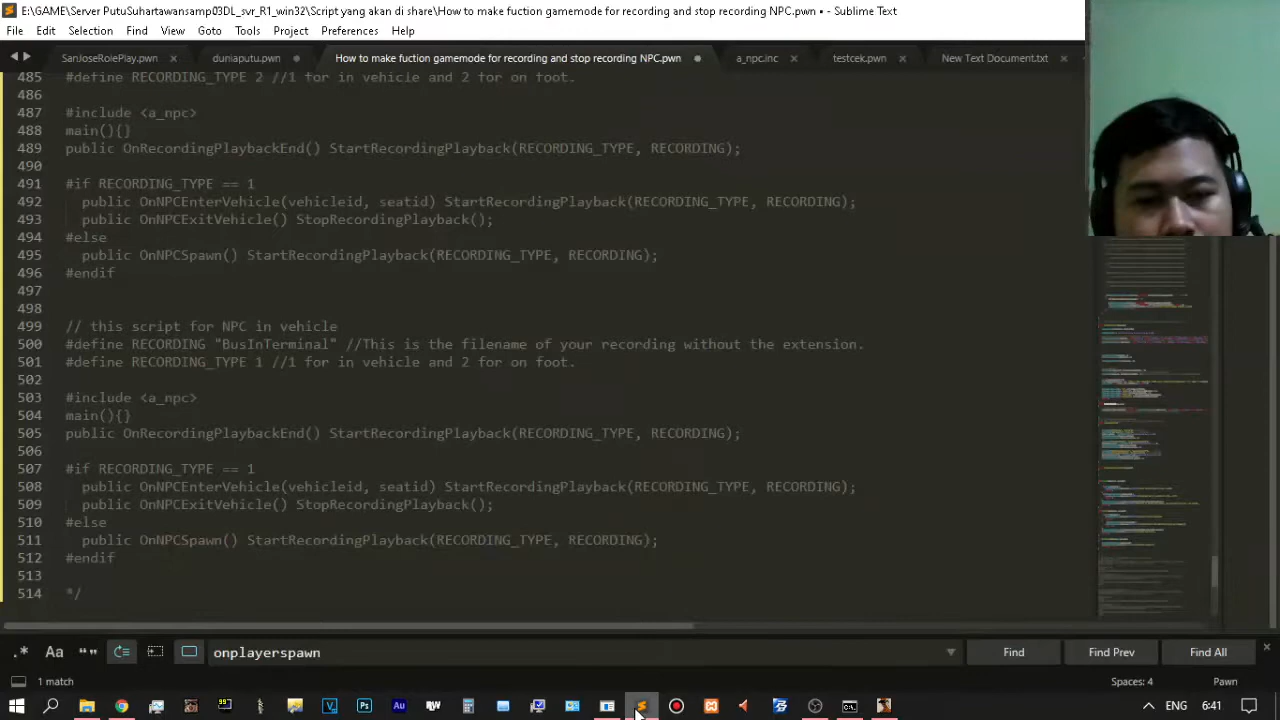 E:\GAME\Server PutuSuhartawansamp03DL_svr_R1_win32\Script yang akan di share\How to make fuction gamemode for recording and stop recording NPC.pwn • - Sublime Text
File Edit Selection Find View Goto Tools Project Preferences Help
SanJoseRolePlay.pwn duniaputu.pwn How to make fuction gamemode for recording and stop recording NPC.pwn a_npc.inc testcek.pwn New Text Document.txt
485 #define RECORDING_TYPE 2 //1 for in vehicle and 2 for on foot.
486
487 #include <a_npc>
488 main(){}
489 public OnRecordingPlaybackEnd() StartRecordingPlayback(RECORDING_TYPE, RECORDING);
490
491 #if RECORDING_TYPE == 1
492 public OnNPCEnterVehicle(vehicleid, seatid) StartRecordingPlayback(RECORDING_TYPE, RECORDING);
493 public OnNPCExitVehicle() StopRecordingPlayback();
494 #else
495 public OnNPCSpawn() StartRecordingPlayback(RECORDING_TYPE, RECORDING);
496 #endif
497
498
499 // this script for NPC in vehicle
500 #define RECORDING "BusInTerminal" //This is the filename of your recording without the extension.
501 #define RECORDING_TYPE 1 //1 for in vehicle and 2 for on foot.
502
503 #include <a_npc>
504 main(){}
505 public OnRecordingPlaybackEnd() StartRecordingPlayback(RECORDING_TYPE, RECORDING);
506
507 #if RECORDING_TYPE == 1
508 public OnNPCEnterVehicle(vehicleid, seatid) StartRecordingPlayback(RECORDING_TYPE, RECORDING);
509 public OnNPCExitVehicle() StopRecordingPlayback();
510 #else
511 public OnNPCSpawn() StartRecordingPlayback(RECORDING_TYPE, RECORDING);
512 #endif
513
514 */
.* Aa onplayerspawn Find Find Prev Find All
1 match Spaces: 4 Pawn
ENG 6:41